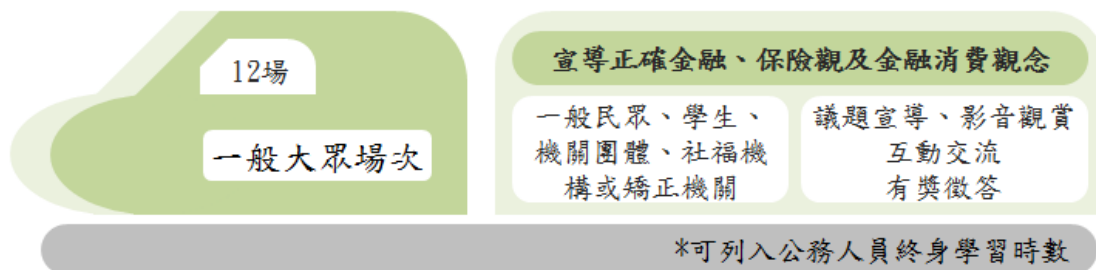 12場
一般大眾場次
宣導正確金融、保險觀及金融消費觀念
一般民眾、學生、
機關團體、社福機
構或矯正機關
議題宣導、影音觀賞
互動交流
有獎徵答
*可列入公務人員終身學習時數